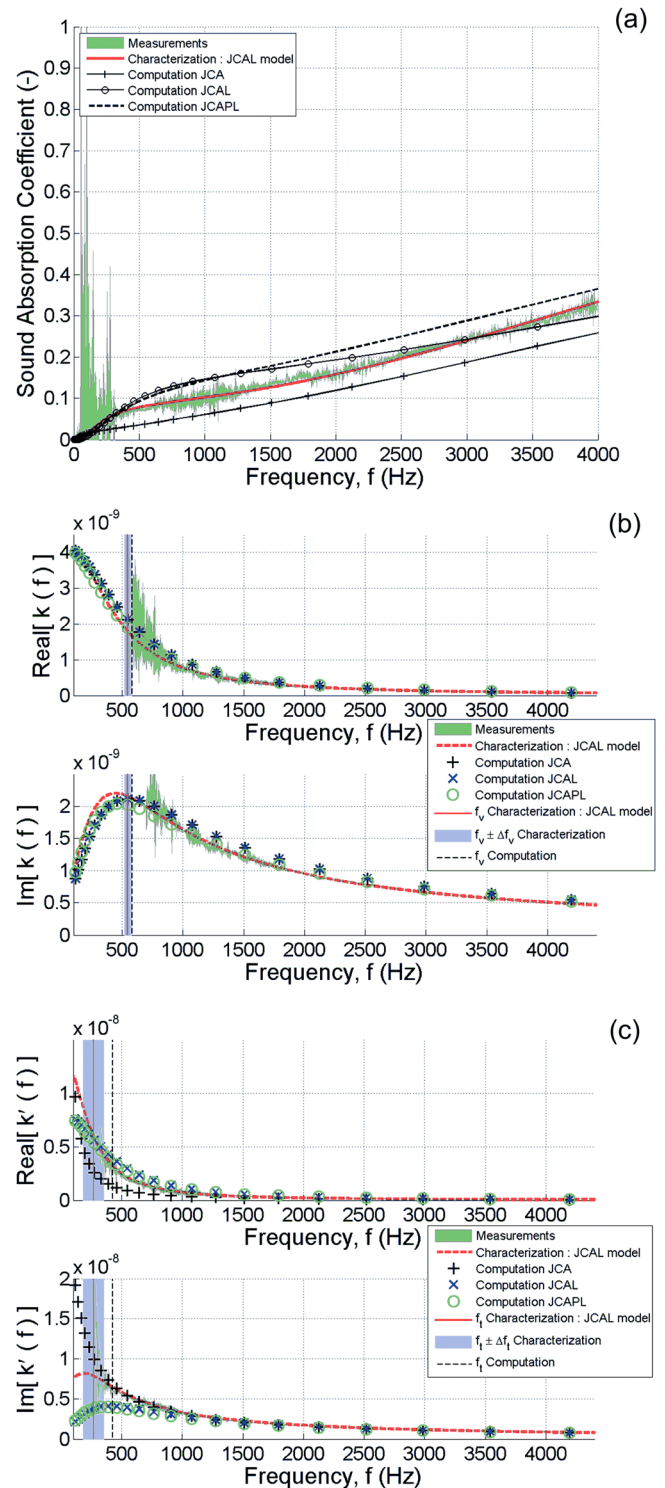 (a)
1
0.9
0.8
0.7
0.6
0.5
0.4
0.3
0.2
0.1
0
Sound Absorption Coefficient (-)
Measurements
Characterization : JCAL model
Computation JCA
Computation JCAL
Computation JCAPL
0 500 1000 1500 2000 2500 3000 3500 4000
Frequency, f (Hz)
(b)
x 10⁻⁹
4
3
2
1
0
Real[ k ( f ) ]
500 1000 1500 2000 2500 3000 3500 4000
Frequency, f (Hz)
x 10⁻⁹
2
1.5
1
0.5
0
Im[ k ( f ) ]
500 1000 1500 2000 2500 3000 3500 4000
Frequency, f (Hz)
Measurements
Characterization : JCAL model
Computation JCA
Computation JCAL
Computation JCAPL
fᵥ Characterization : JCAL model
fᵥ ± Δfᵥ Characterization
fᵥ Computation
(c)
x 10⁻⁸
1
0.5
0
Real[ k' ( f ) ]
500 1000 1500 2000 2500 3000 3500 4000
Frequency, f (Hz)
x 10⁻⁸
2
1.5
1
0.5
0
Im[ k' ( f ) ]
500 1000 1500 2000 2500 3000 3500 4000
Frequency, f (Hz)
Measurements
Characterization : JCAL model
Computation JCA
Computation JCAL
Computation JCAPL
fₜ Characterization : JCAL model
fₜ ± Δfₜ Characterization
fₜ Computation